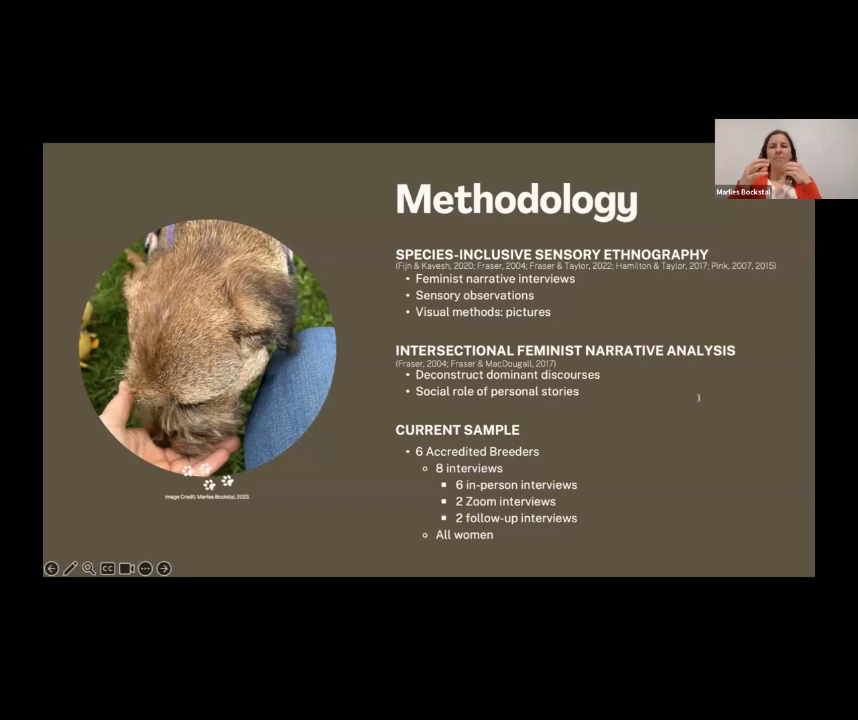 Methodology
Marlies Bockstal
SPECIES-INCLUSIVE SENSORY ETHNOGRAPHY
(Fijn & Kavesh, 2020; Fraser, 2004; Fraser & Taylor, 2022; Hamilton & Taylor, 2017; Pink, 2007, 2015)
• Feminist narrative interviews
• Sensory observations
• Visual methods: pictures
INTERSECTIONAL FEMINIST NARRATIVE ANALYSIS
(Fraser, 2004; Fraser & MacDougall, 2017)
• Deconstruct dominant discourses
• Social role of personal stories
CURRENT SAMPLE
• 6 Accredited Breeders
○ 8 interviews
▪ 6 in-person interviews
▪ 2 Zoom interviews
▪ 2 follow-up interviews
○ All women
Image Credit: Marlies Bockstal, 2023.
CC